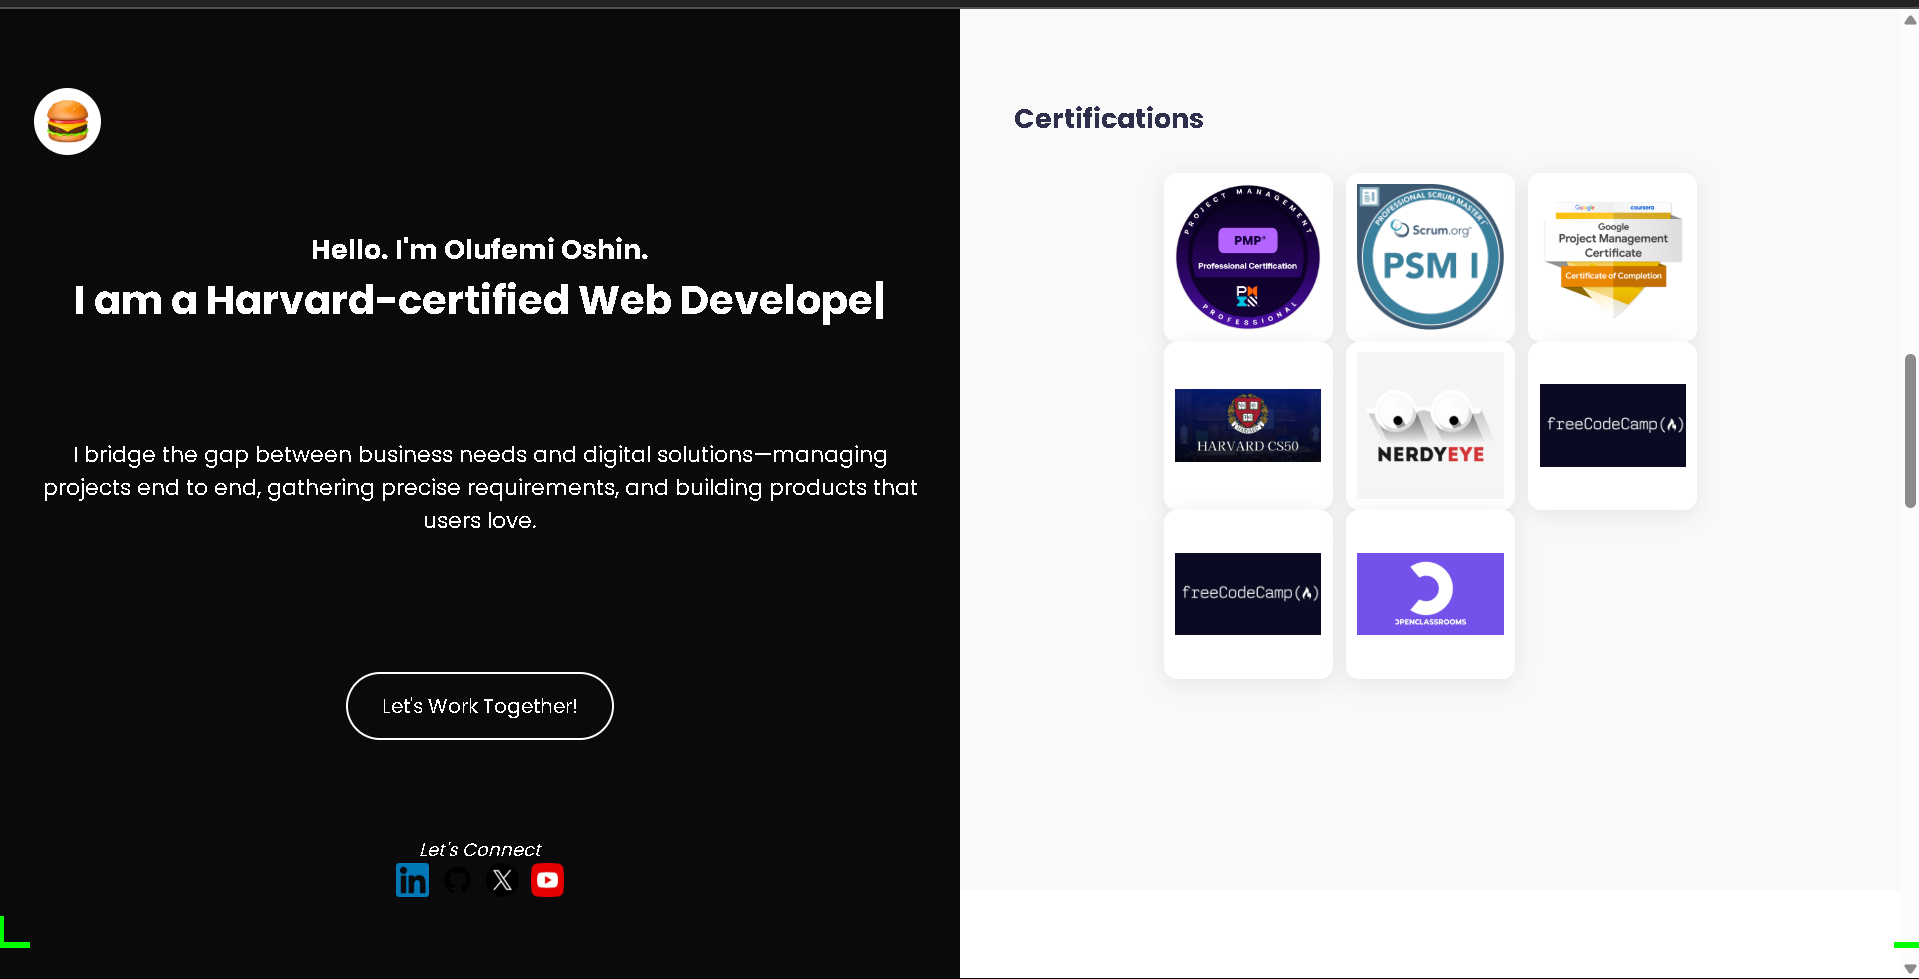 Hello. I'm Olufemi Oshin.
I am a Harvard-certified Web Develope|
I bridge the gap between business needs and digital solutions—managing
projects end to end, gathering precise requirements, and building products that
users love.
Let's Work Together!
Let's Connect
in
X
Certifications
PROJECT MANAGEMENT
PMP®
Professional Certification
PROFESSIONAL
PROFESSIONAL SCRUM MASTER I
Scrum.org™
PSM I
Google coursera
Google
Project Management
Certificate
Certificate of Completion
HARVARD CS50
NERDYEYE
freeCodeCamp
freeCodeCamp
OPENCLASSROOMS